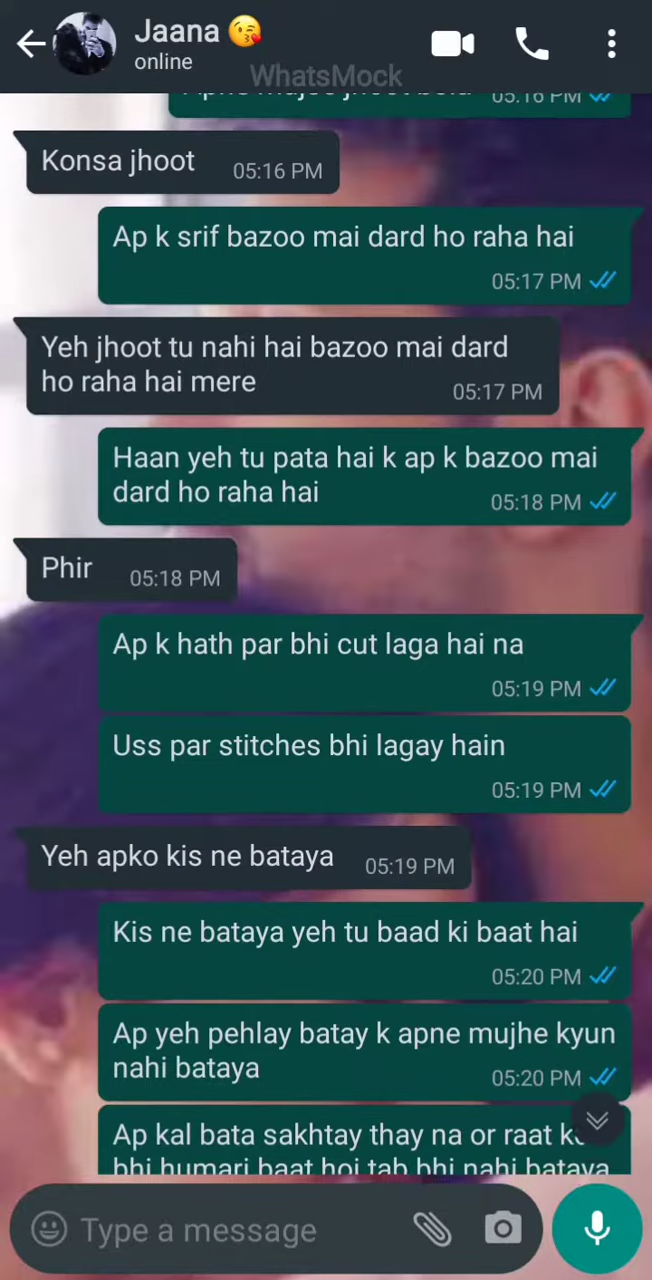 Jaana 😘
online
WhatsMock
05:16 PM
Konsa jhoot 05:16 PM
Ap k srif bazoo mai dard ho raha hai
05:17 PM
Yeh jhoot tu nahi hai bazoo mai dard
ho raha hai mere 05:17 PM
Haan yeh tu pata hai k ap k bazoo mai
dard ho raha hai 05:18 PM
Phir 05:18 PM
Ap k hath par bhi cut laga hai na
05:19 PM
Uss par stitches bhi lagay hain
05:19 PM
Yeh apko kis ne bataya 05:19 PM
Kis ne bataya yeh tu baad ki baat hai
05:20 PM
Ap yeh pehlay batay k apne mujhe kyun
nahi bataya 05:20 PM
Ap kal bata sakhtay thay na or raat
bhi humari baat hoi tab bhi nahi bataya
Type a message